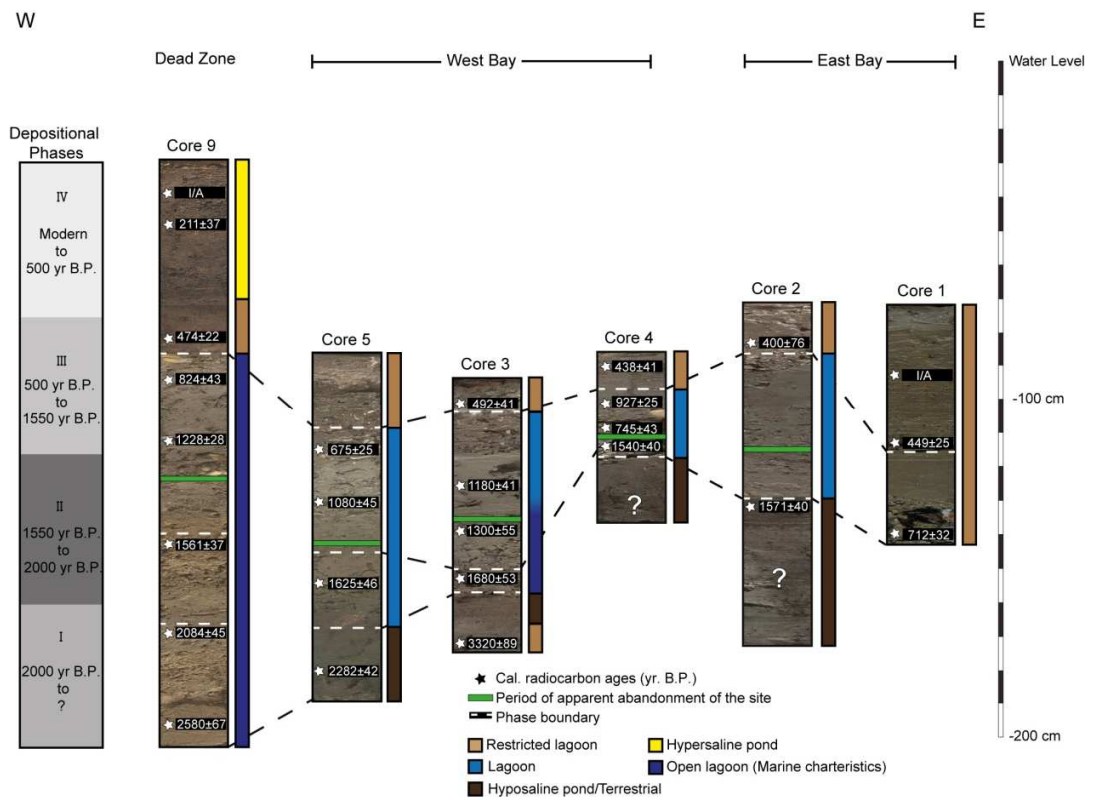 W
E
Dead Zone
West Bay
East Bay
Water Level
Depositional
Phases
IV
Modern
to
500 yr B.P.
III
500 yr B.P.
to
1550 yr B.P.
II
1550 yr B.P.
to
2000 yr B.P.
I
2000 yr B.P.
to
?
Core 9
I/A
211±37
474±22
824±43
1228±28
1561±37
2084±45
2580±67
Core 5
675±25
1080±45
1625±46
2282±42
Core 3
492±41
1180±41
1300±55
1680±53
3320±89
Core 4
438±41
927±25
745±43
1540±40
?
Core 2
400±76
1571±40
?
Core 1
I/A
449±25
712±32
-100 cm
-200 cm
Cal. radiocarbon ages (yr. B.P.)
Period of apparent abandonment of the site
Phase boundary
Restricted lagoon
Hypersaline pond
Lagoon
Open lagoon (Marine charteristics)
Hyposaline pond/Terrestrial